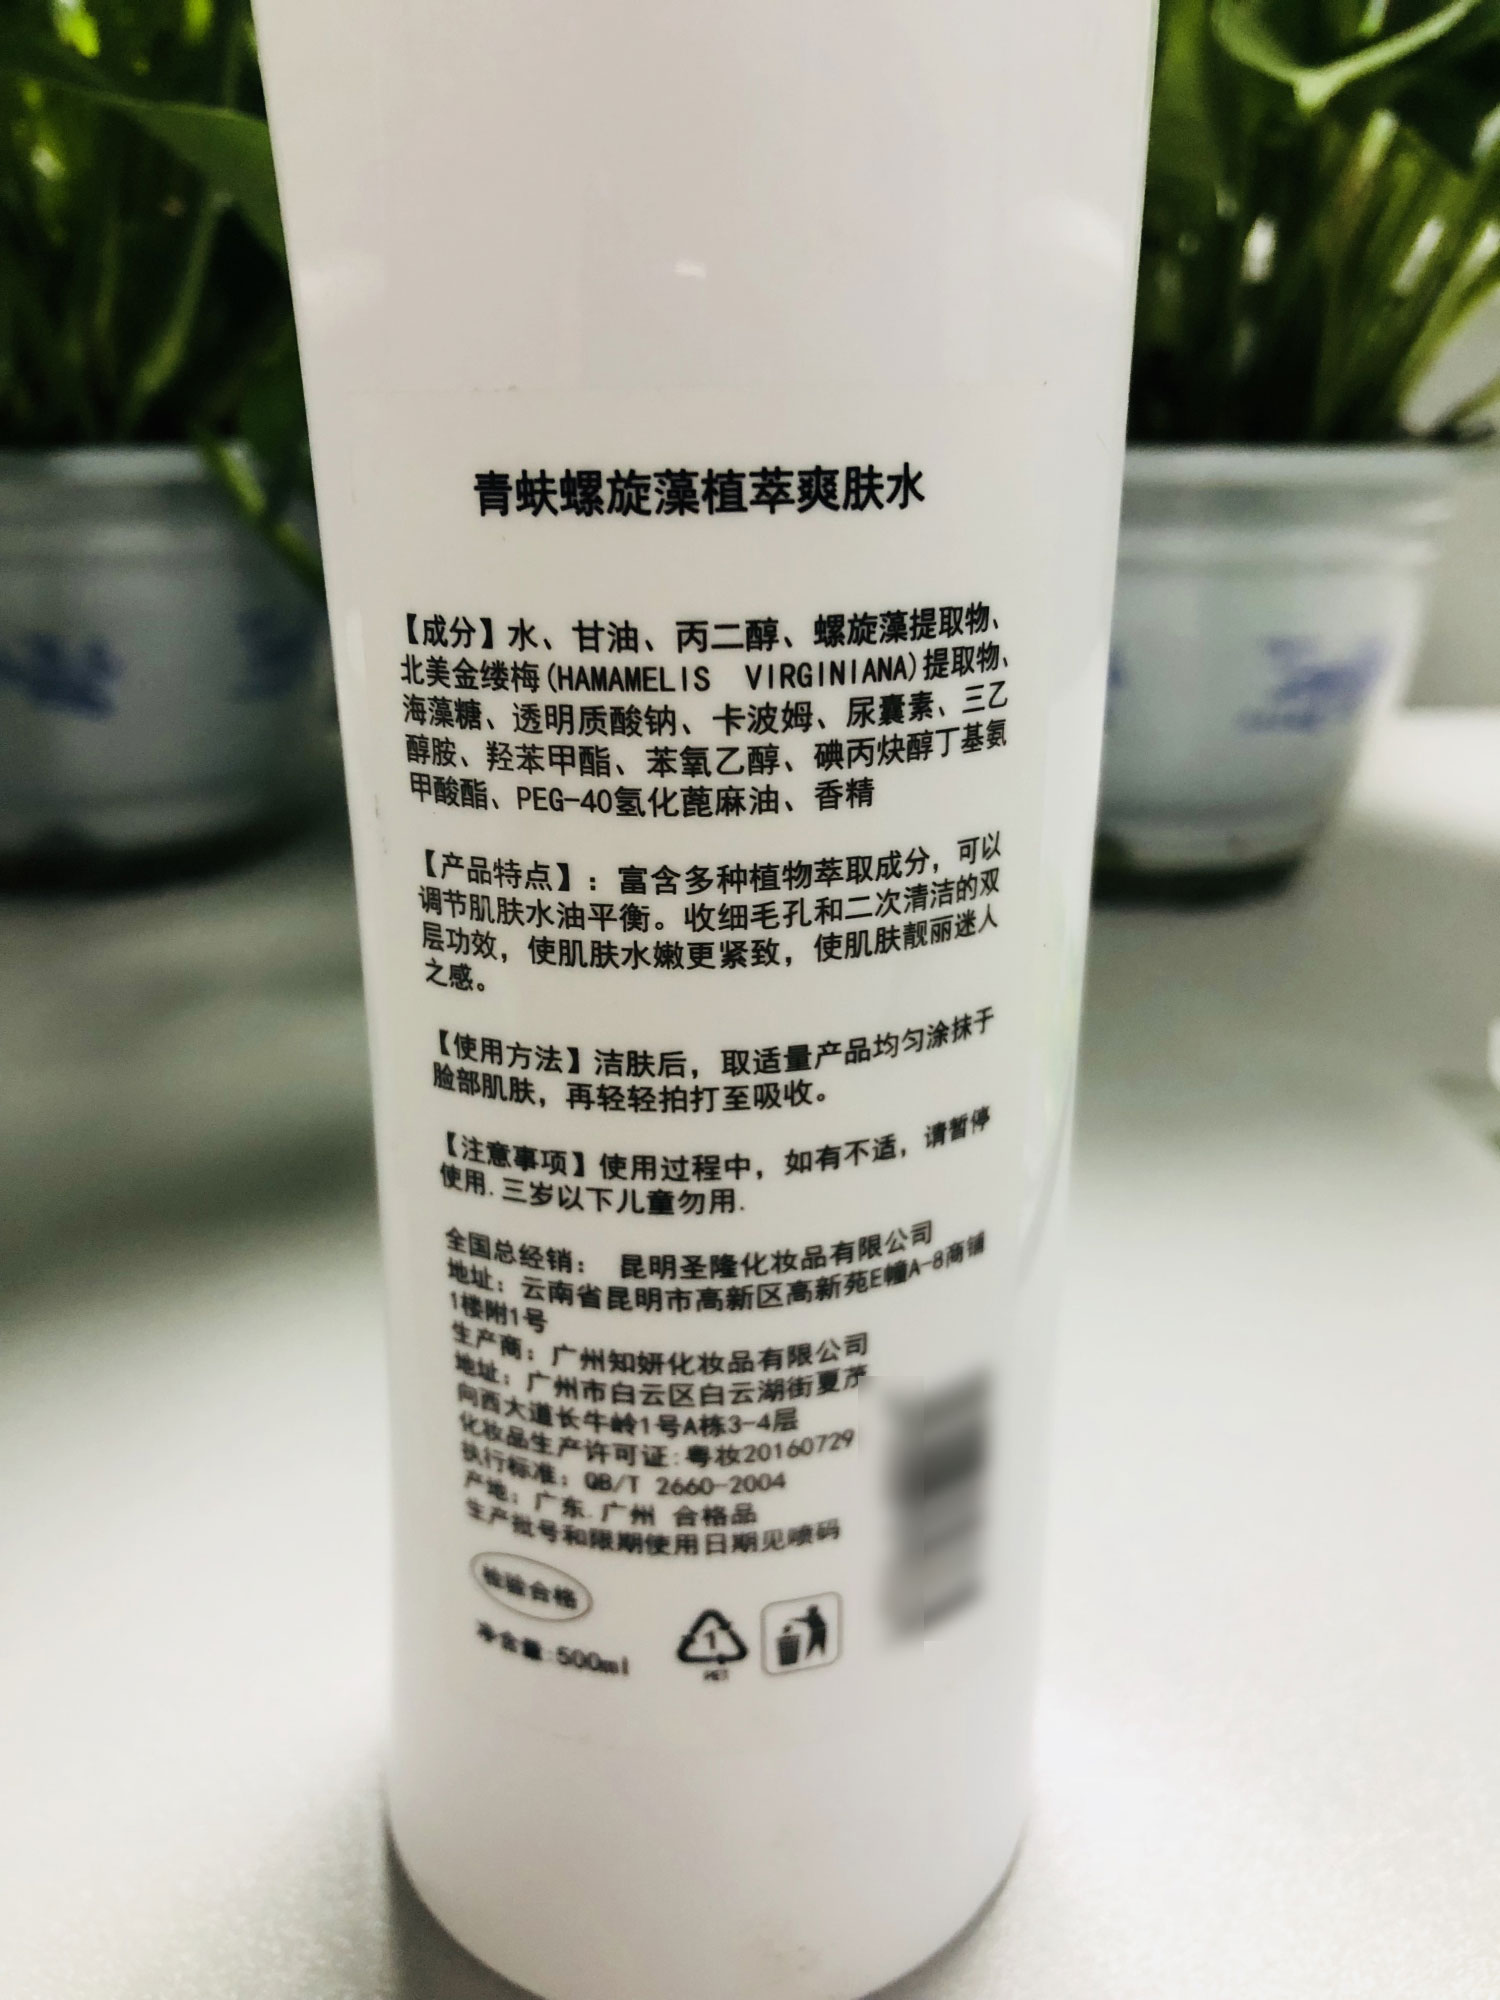 青蚨螺旋藻植萃爽肤水
【成分】水、甘油、丙二醇、螺旋藻提取物、
北美金缕梅(HAMAMELIS VIRGINIANA)提取物、
海藻糖、透明质酸钠、卡波姆、尿囊素、三乙
醇胺、羟苯甲酯、苯氧乙醇、碘丙炔醇丁基氨
甲酸酯、PEG-40氢化蓖麻油、香精
【产品特点】：富含多种植物萃取成分，可以
调节肌肤水油平衡。收细毛孔和二次清洁的双
层功效，使肌肤水嫩更紧致，使肌肤靓丽迷人
之感。
【使用方法】洁肤后，取适量产品均匀涂抹于
脸部肌肤，再轻轻拍打至吸收。
【注意事项】使用过程中，如有不适，请暂停
使用.三岁以下儿童勿用.
全国总经销： 昆明圣隆化妆品有限公司
地址：云南省昆明市高新区高新苑E幢A-8商铺
1楼附1号
生产商：广州知妍化妆品有限公司
地址：广州市白云区白云湖街夏茂
向西大道长牛岭1号A栋3-4层
化妆品生产许可证:粤妆20160729
执行标准：QB/T 2660-2004
产地：广东.广州 合格品
生产批号和限期使用日期见喷码
检验合格
净含量:500ml
1
PET